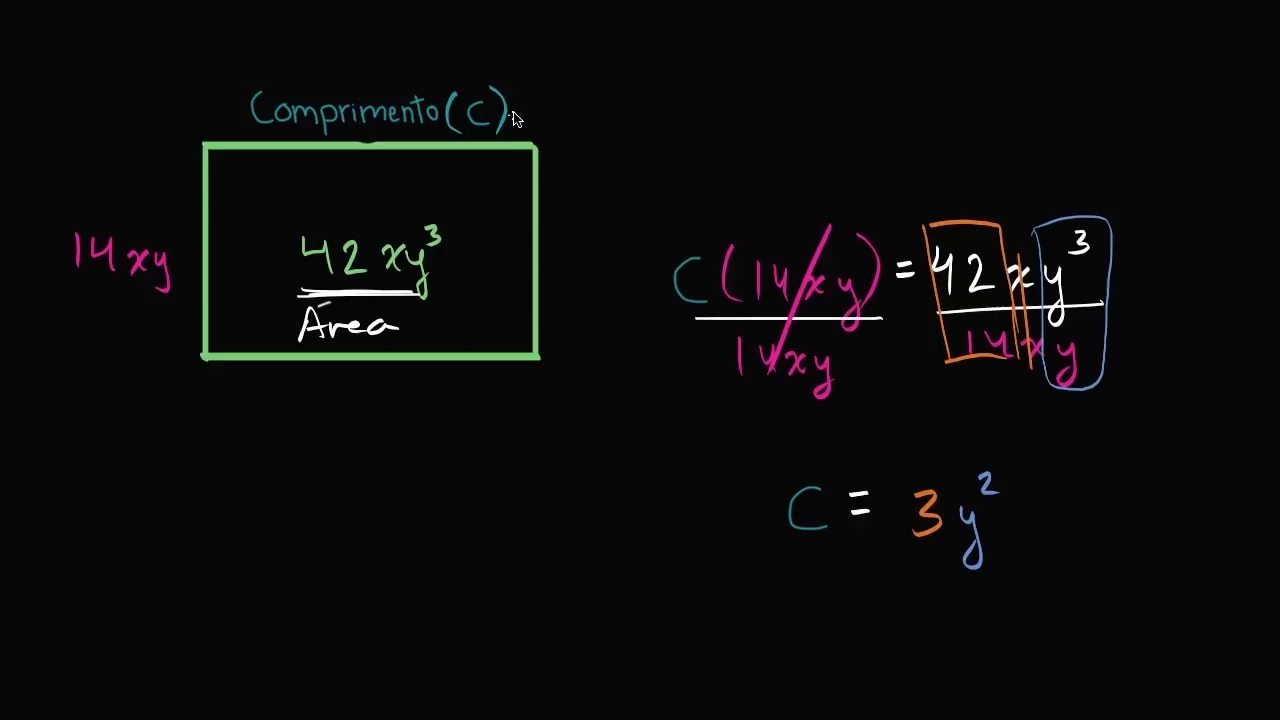 Comprimento (C)
14xy
42xy³
Área
C(14xy) = 42xy³
14xy 14xy
C = 3y²